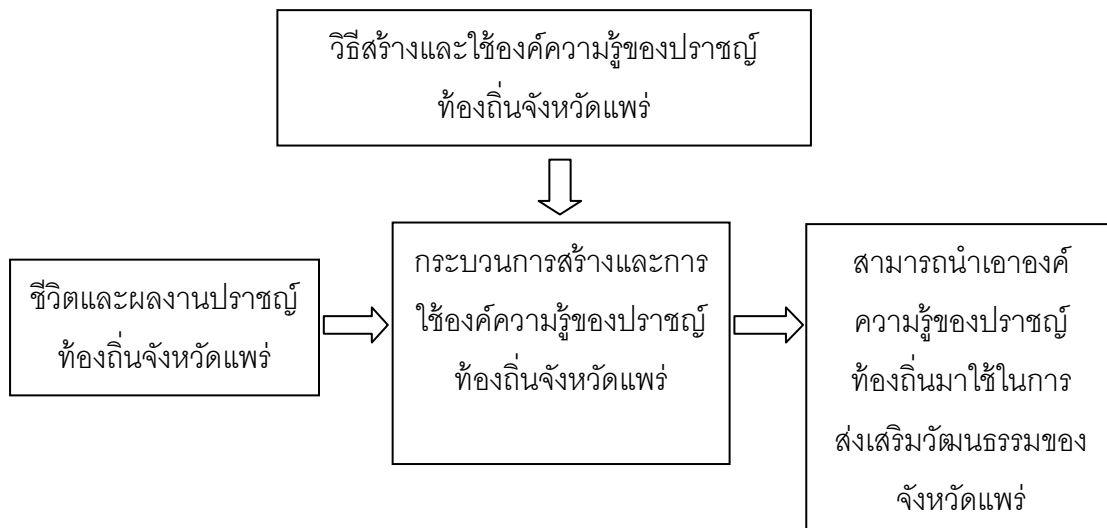 วิธีสร้างและใช้องค์ความรู้ของปราชญ์
ท้องถิ่นจังหวัดแพร่
ชีวิตและผลงานปราชญ์
ท้องถิ่นจังหวัดแพร่
กระบวนการสร้างและการ
ใช้องค์ความรู้ของปราชญ์
ท้องถิ่นจังหวัดแพร่
สามารถนำเอาองค์
ความรู้ของปราชญ์
ท้องถิ่นมาใช้ในการ
ส่งเสริมวัฒนธรรมของ
จังหวัดแพร่